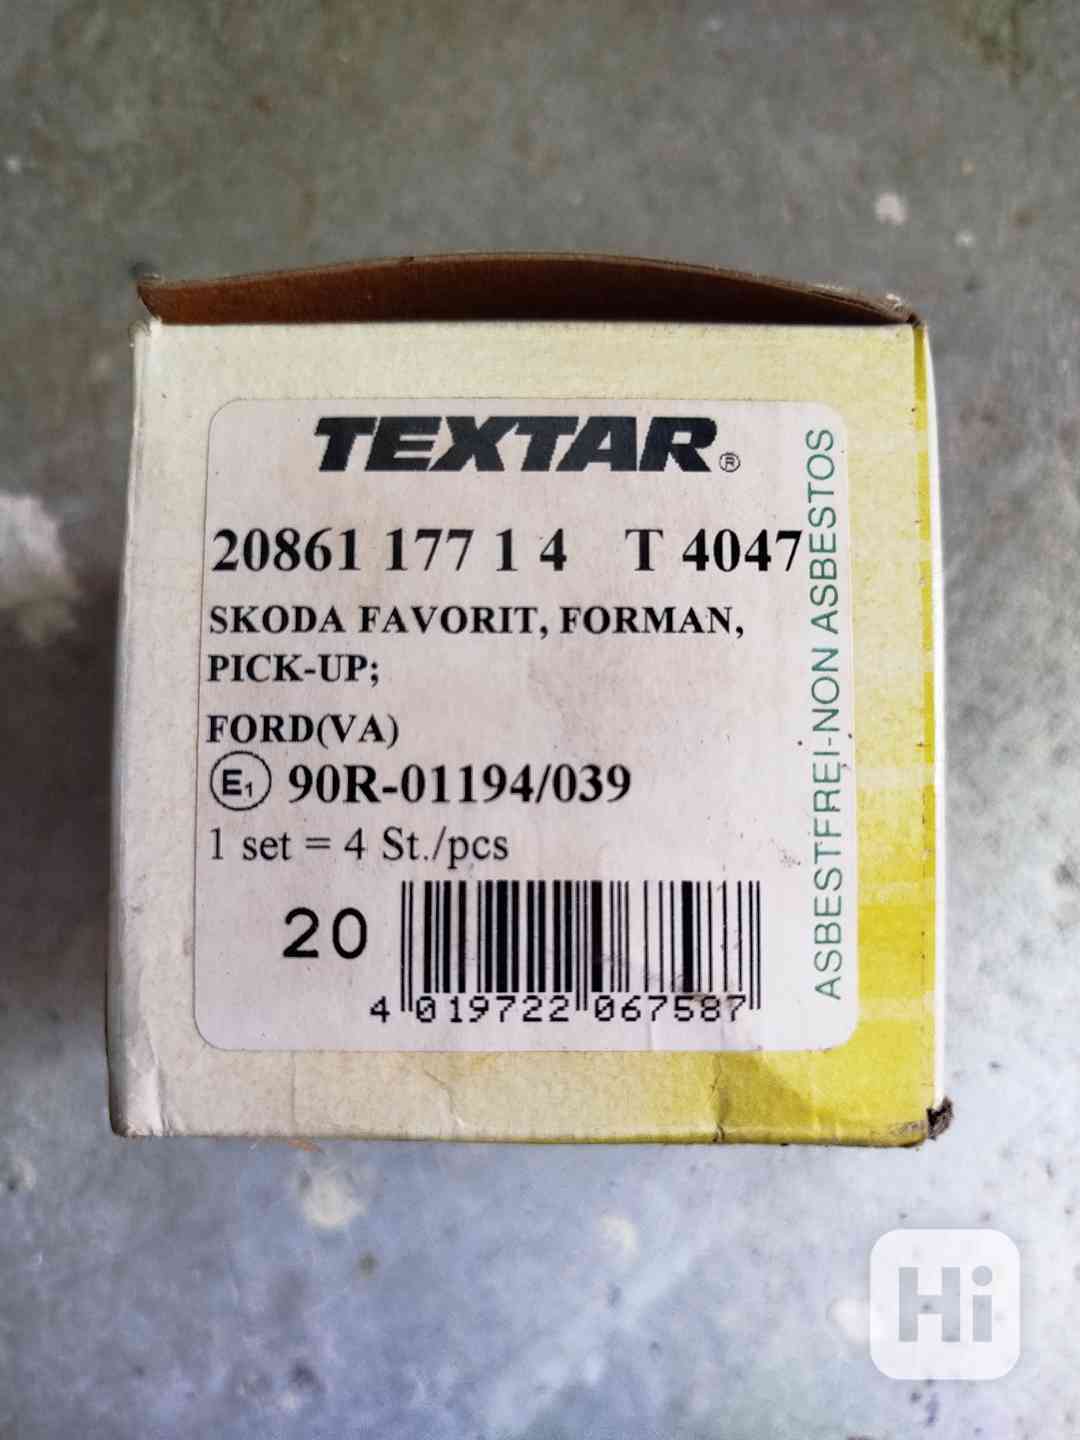 TEXTAR®
20861 177 1 4 T 4047
SKODA FAVORIT, FORMAN,
PICK-UP;
FORD(VA)
E1 90R-01194/039
1 set = 4 St./pcs
20
4 019722 067587
ASBESTFREI-NON ASBESTOS
Hi